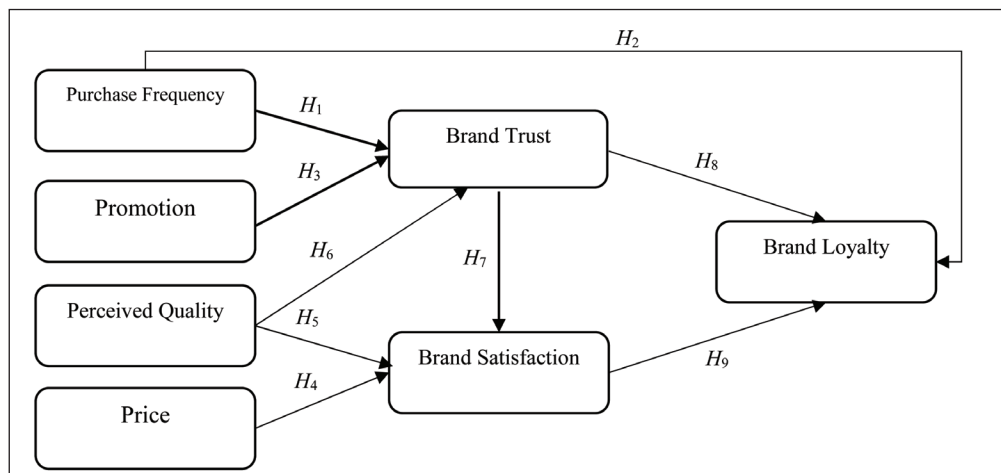 H2
Purchase Frequency
H1
Brand Trust
H3
H8
Promotion
H6
H7
Brand Loyalty
Perceived Quality
H5
Brand Satisfaction
H9
H4
Price